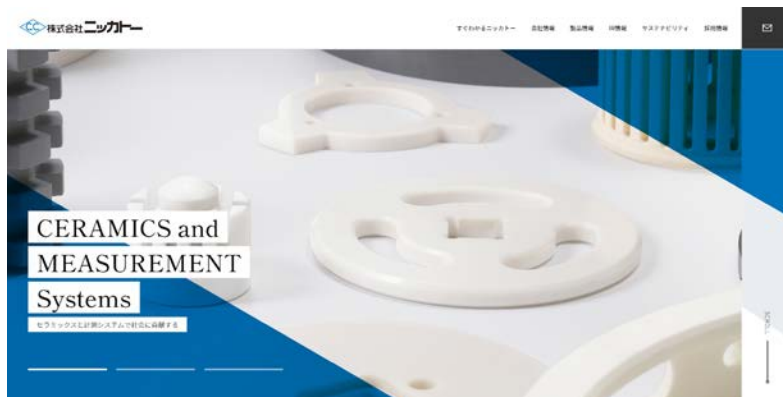 CC 株式会社ニッカトー
すぐわかるニッカトー 会社情報 製品情報 IR情報 サステナビリティ 採用情報
CERAMICS and
MEASUREMENT
Systems
セラミックスと計測システムで社会に貢献する
SCROLL